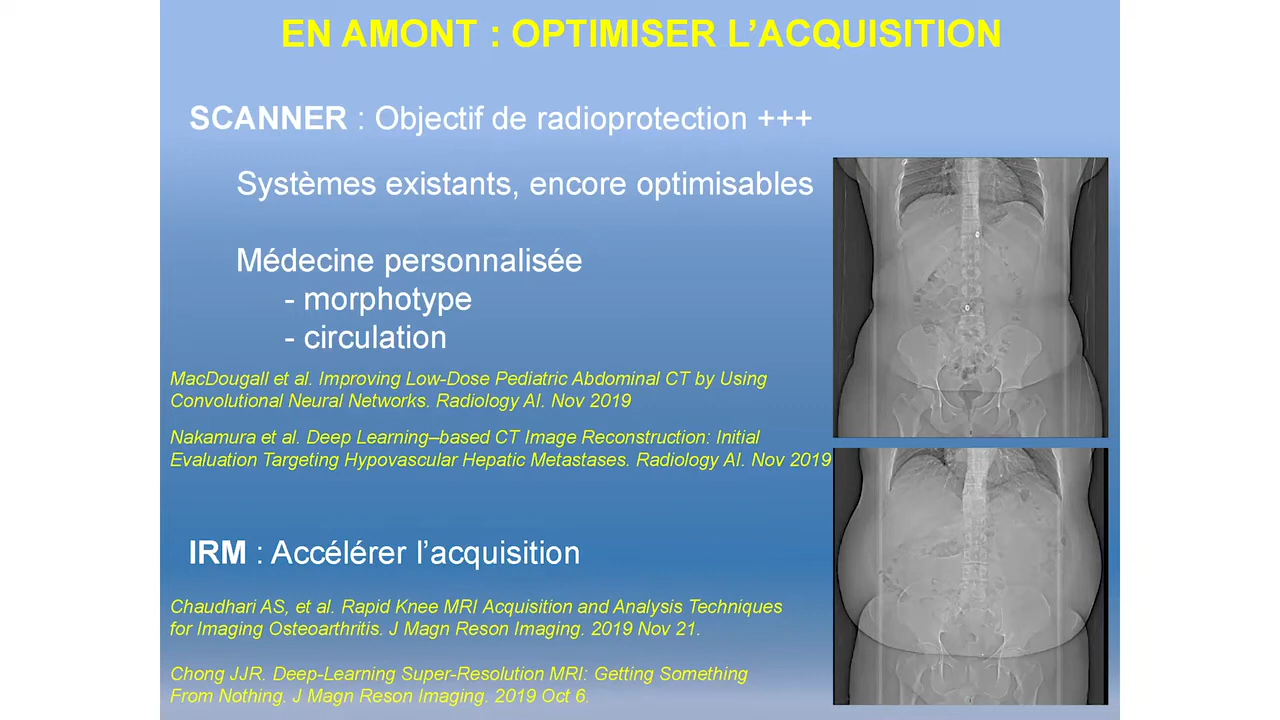 EN AMONT : OPTIMISER L’ACQUISITION
SCANNER : Objectif de radioprotection +++
Systèmes existants, encore optimisables
Médecine personnalisée
- morphotype
- circulation
MacDougall et al. Improving Low-Dose Pediatric Abdominal CT by Using
Convolutional Neural Networks. Radiology AI. Nov 2019
Nakamura et al. Deep Learning–based CT Image Reconstruction: Initial
Evaluation Targeting Hypovascular Hepatic Metastases. Radiology AI. Nov 2019
IRM : Accélérer l’acquisition
Chaudhari AS, et al. Rapid Knee MRI Acquisition and Analysis Techniques
for Imaging Osteoarthritis. J Magn Reson Imaging. 2019 Nov 21.
Chong JJR. Deep-Learning Super-Resolution MRI: Getting Something
From Nothing. J Magn Reson Imaging. 2019 Oct 6.